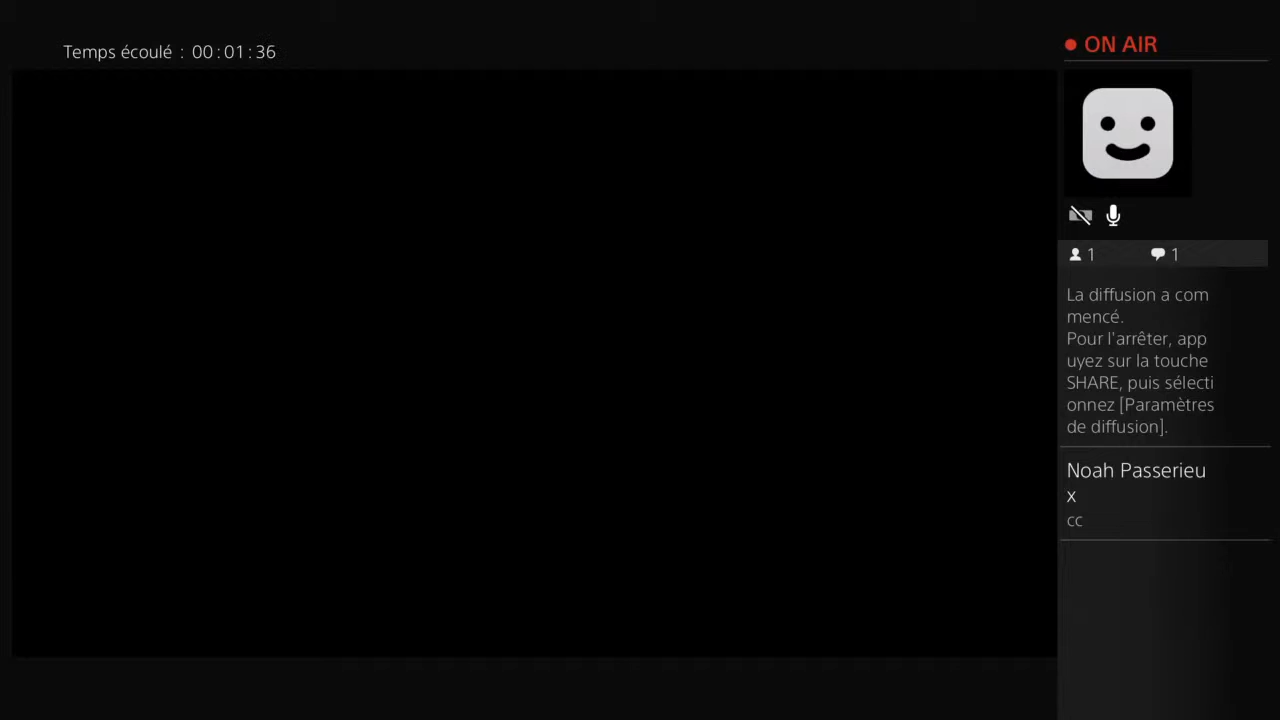 Temps écoulé : 00:01:36
ON AIR
1 1
La diffusion a com
mencé.
Pour l'arrêter, app
uyez sur la touche
SHARE, puis sélecti
onnez [Paramètres
de diffusion].
Noah Passerieu
x
cc